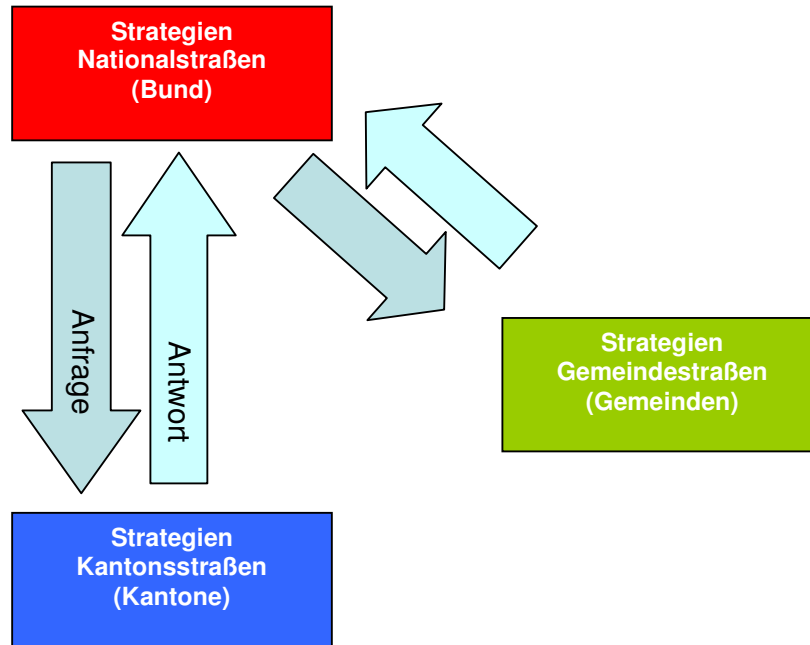 Strategien
Nationalstraßen
(Bund)
Anfrage
Antwort
Strategien
Gemeindestraßen
(Gemeinden)
Strategien
Kantonsstraßen
(Kantone)